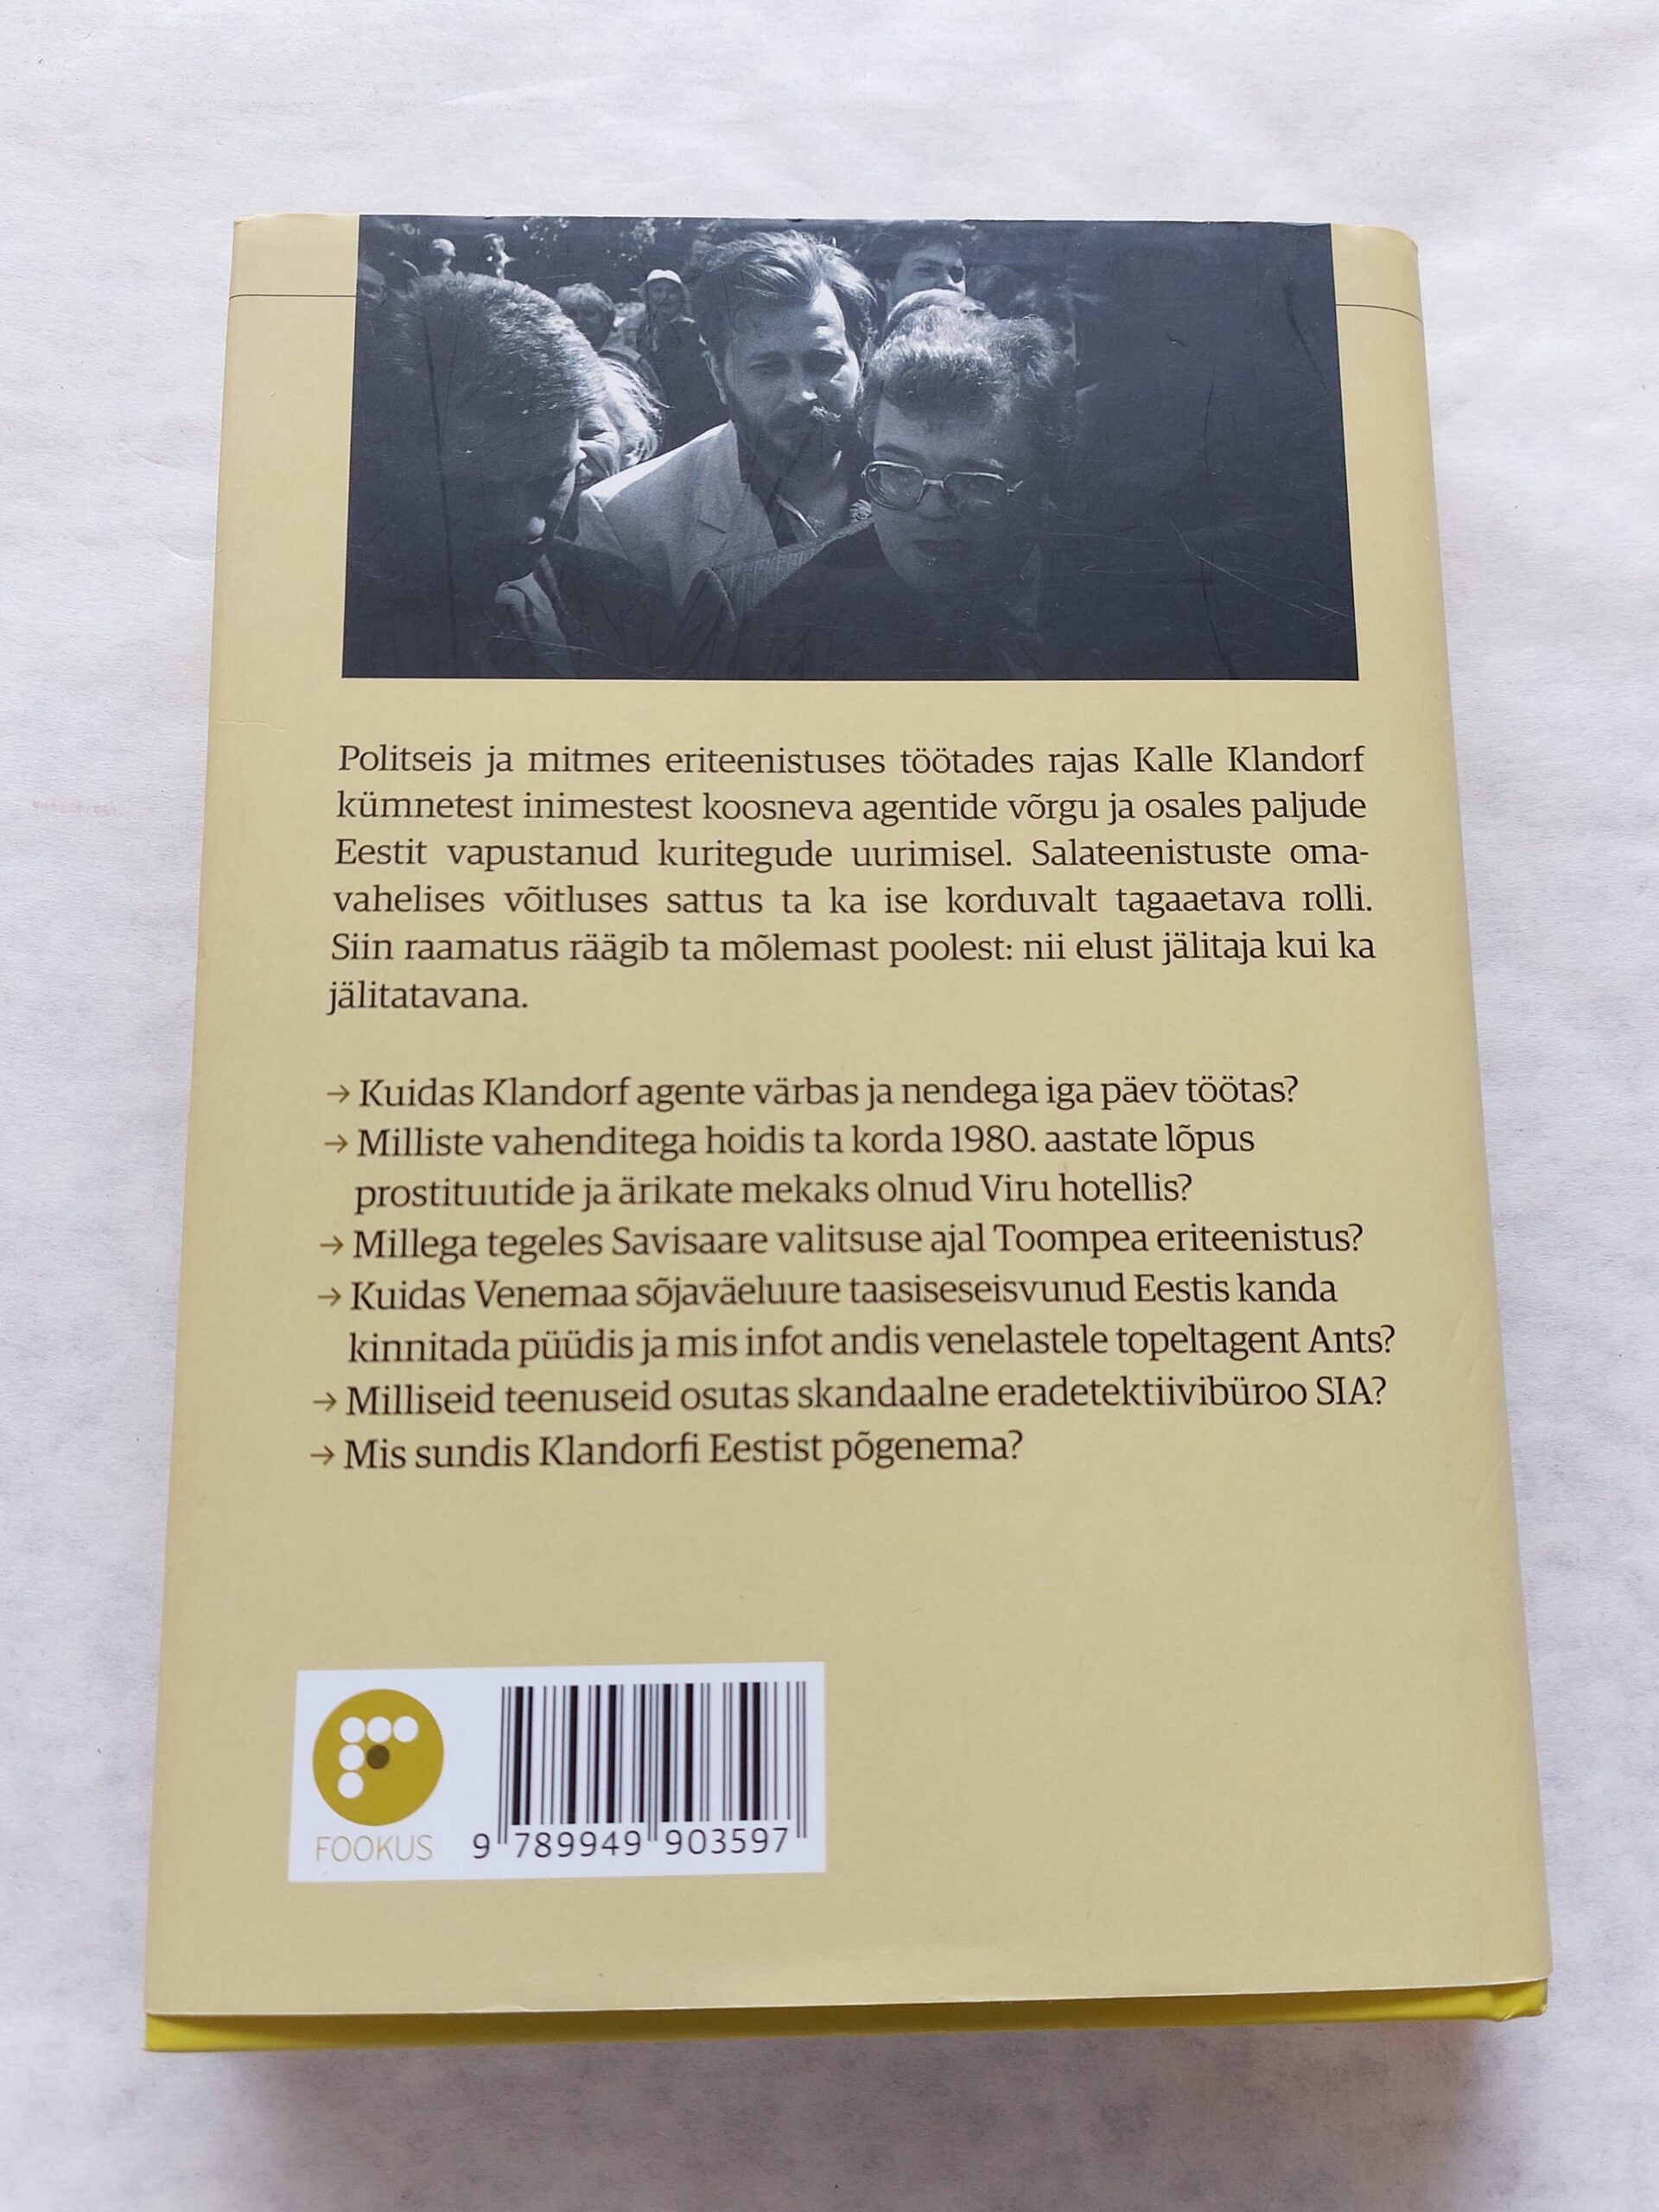 Politseis ja mitmes eriteenistuses töötades rajas Kalle Klandorf
kümnetest inimestest koosneva agentide võrgu ja osales paljude
Eestit vapustanud kuritegude uurimisel. Salateenistuste oma-
vahelises võitluses sattus ta ka ise korduvalt tagaaetava rolli.
Siin raamatus räägib ta mõlemast poolest: nii elust jälitaja kui ka
jälitatavana.
→ Kuidas Klandorf agente värbas ja nendega iga päev töötas?
→ Milliste vahenditega hoidis ta korda 1980. aastate lõpus
prostituutide ja ärikate mekaks olnud Viru hotellis?
→ Millega tegeles Savisaare valitsuse ajal Toompea eriteenistus?
→ Kuidas Venemaa sõjaväeluure taasiseseisvunud Eestis kanda
kinnitada püüdis ja mis infot andis venelastele topeltagent Ants?
→ Milliseid teenuseid osutas skandaalne eradetektiivibüroo SIA?
→ Mis sundis Klandorfi Eestist põgenema?
FOOKUS
9 789949 903597